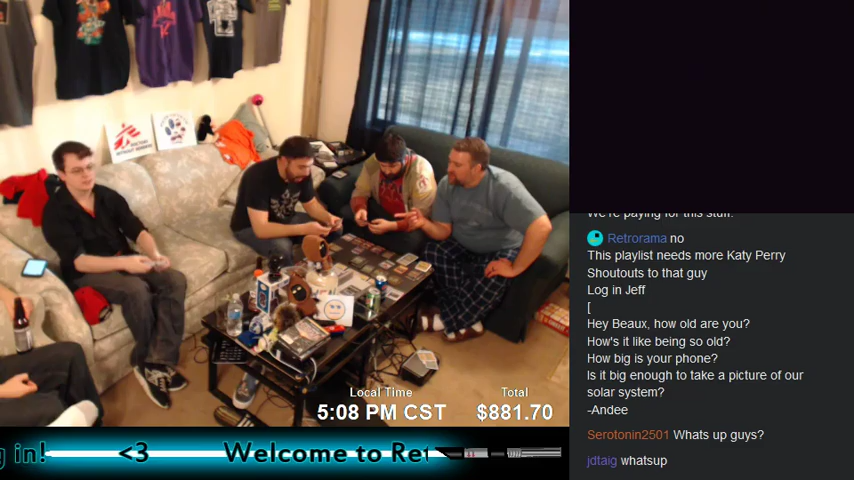 We're paying for this stuff.
Retrorama no
This playlist needs more Katy Perry
Shoutouts to that guy
Log in Jeff
[
Hey Beaux, how old are you?
How's it like being so old?
How big is your phone?
Is it big enough to take a picture of our
solar system?
-Andee
Serotonin2501 Whats up guys?
jdtaig whatsup
Local Time
Total
5:08 PM CST
$881.70
g in!
<3
Welcome to Ret